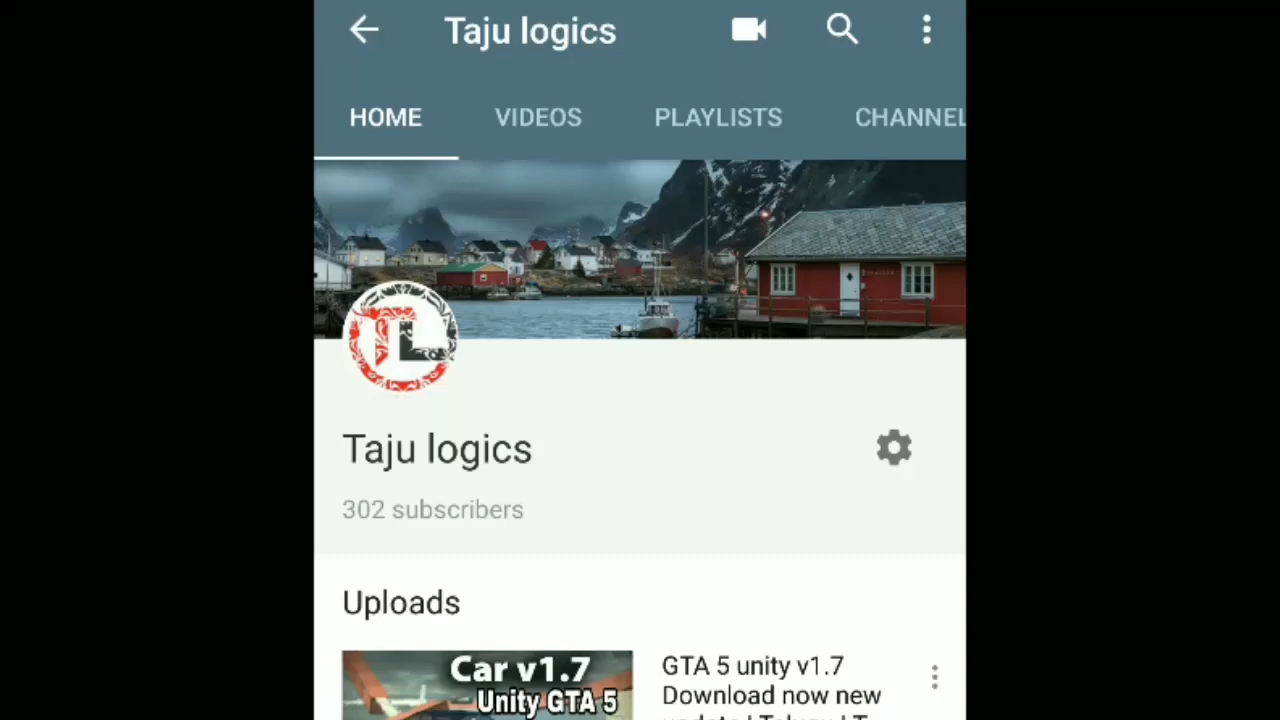 Taju logics
HOME VIDEOS PLAYLISTS CHANNEL
TL
Taju logics
302 subscribers
Uploads
Car v1.7
Unity GTA 5
GTA 5 unity v1.7
Download now new